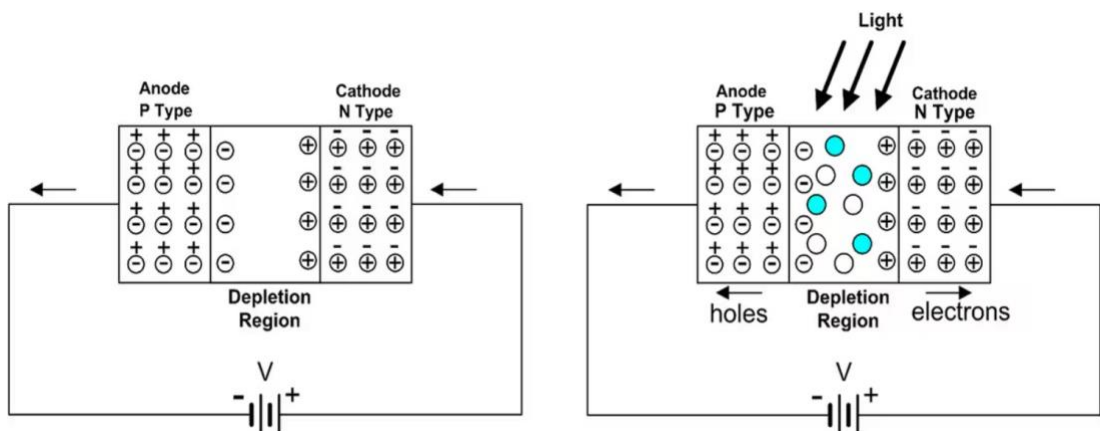 Anode
P Type
Cathode
N Type
Depletion
Region
V
- +
Light
Anode
P Type
Cathode
N Type
holes
Depletion
Region
electrons
V
- +